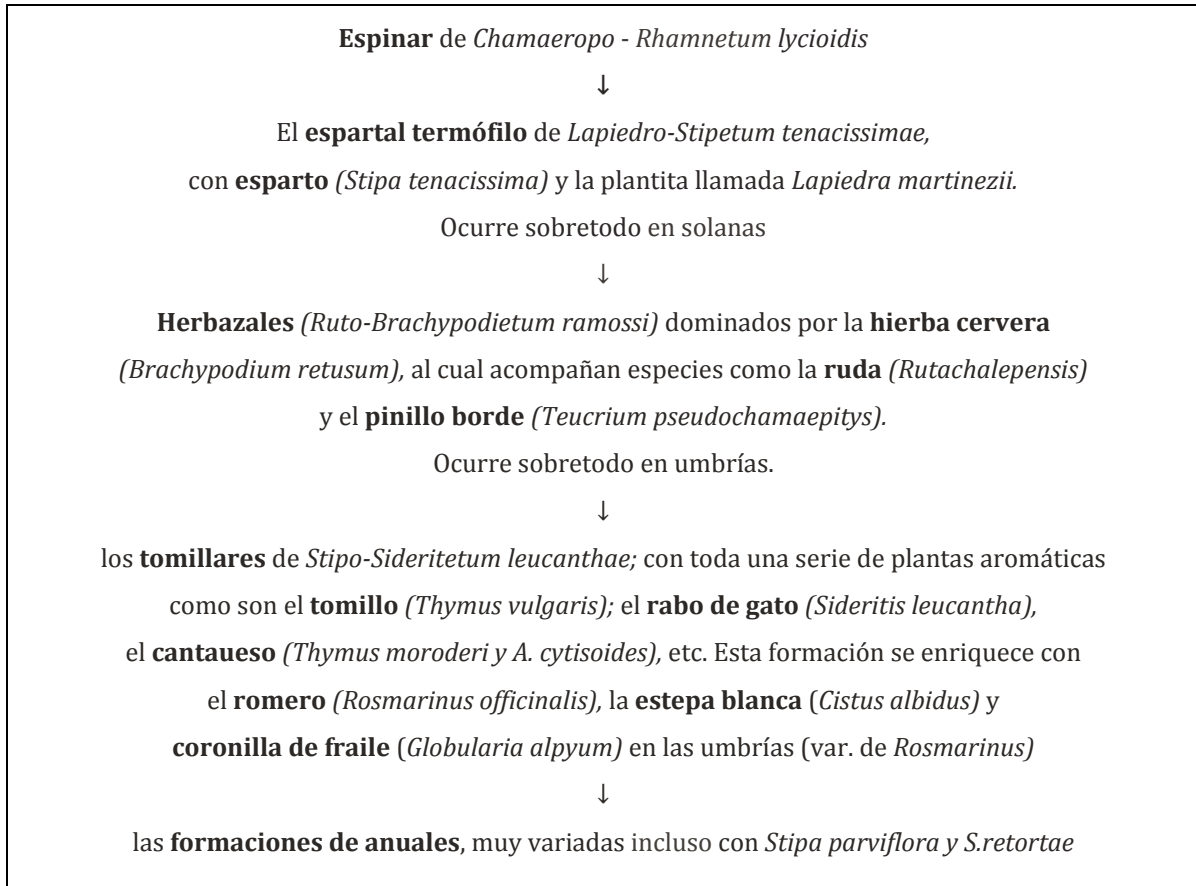 Espinar de Chamaeropo - Rhamnetum lycioidis
↓
El espartal termófilo de Lapiedro-Stipetum tenacissimae,
con esparto (Stipa tenacissima) y la plantita llamada Lapiedra martinezii.
Ocurre sobretodo en solanas
↓
Herbazales (Ruto-Brachypodietum ramossi) dominados por la hierba cervera
(Brachypodium retusum), al cual acompañan especies como la ruda (Rutachalepensis)
y el pinillo borde (Teucrium pseudochamaepitys).
Ocurre sobretodo en umbrías.
↓
los tomillares de Stipo-Sideritetum leucanthae; con toda una serie de plantas aromáticas
como son el tomillo (Thymus vulgaris); el rabo de gato (Sideritis leucantha),
el cantaueso (Thymus moroderi y A. cytisoides), etc. Esta formación se enriquece con
el romero (Rosmarinus officinalis), la estepa blanca (Cistus albidus) y
coronilla de fraile (Globularia alpyum) en las umbrías (var. de Rosmarinus)
↓
las formaciones de anuales, muy variadas incluso con Stipa parviflora y S.retortae